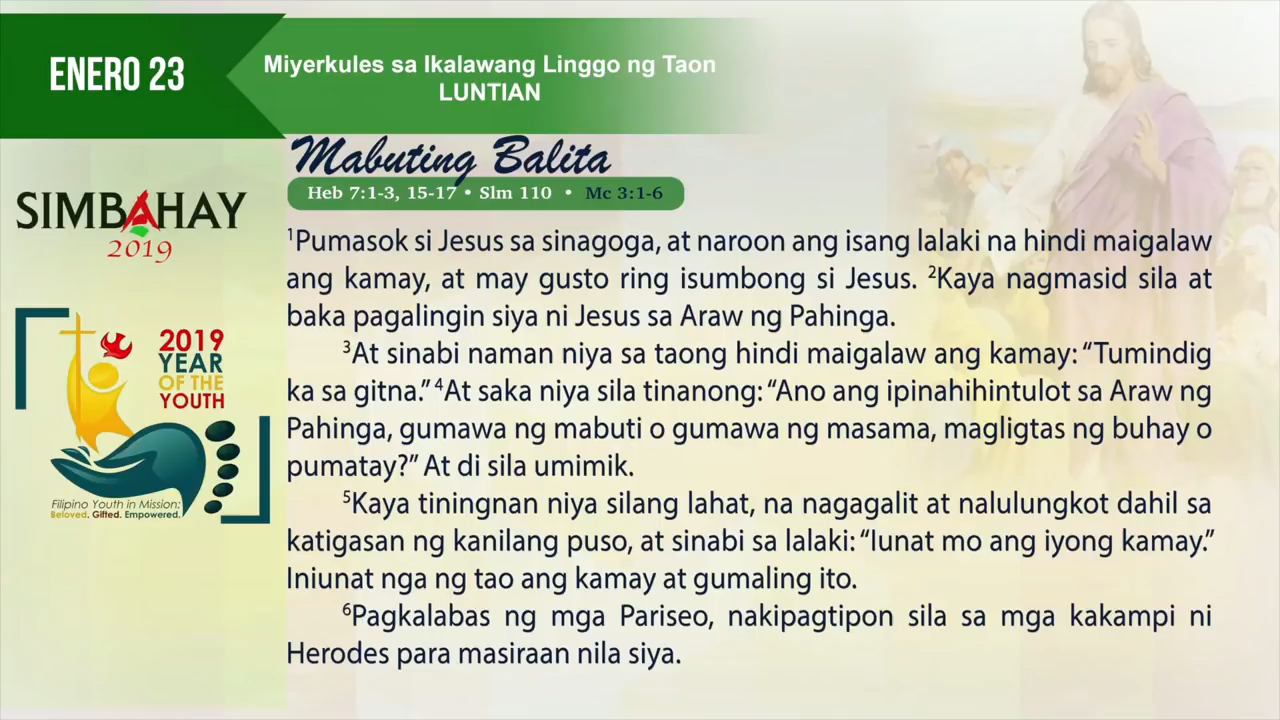 ENERO 23
Miyerkules sa Ikalawang Linggo ng Taon
LUNTIAN
Mabuting Balita
Heb 7:1-3, 15-17 • Slm 110 • Mc 3:1-6
SIMBAHAY
2019
2019
YEAR
OF THE
YOUTH
Filipino Youth in Mission:
Beloved. Gifted. Empowered.
¹Pumasok si Jesus sa sinagoga, at naroon ang isang lalaki na hindi maigalaw
ang kamay, at may gusto ring isumbong si Jesus. ²Kaya nagmasid sila at
baka pagalingin siya ni Jesus sa Araw ng Pahinga.
³At sinabi naman niya sa taong hindi maigalaw ang kamay: “Tumindig
ka sa gitna.” ⁴At saka niya sila tinanong: “Ano ang ipinahihintulot sa Araw ng
Pahinga, gumawa ng mabuti o gumawa ng masama, magligtas ng buhay o
pumatay?” At di sila umimik.
⁵Kaya tiningnan niya silang lahat, na nagagalit at nalulungkot dahil sa
katigasan ng kanilang puso, at sinabi sa lalaki: “Iunat mo ang iyong kamay.”
Iniunat nga ng tao ang kamay at gumaling ito.
⁶Pagkalabas ng mga Pariseo, nakipagtipon sila sa mga kakampi ni
Herodes para masiraan nila siya.